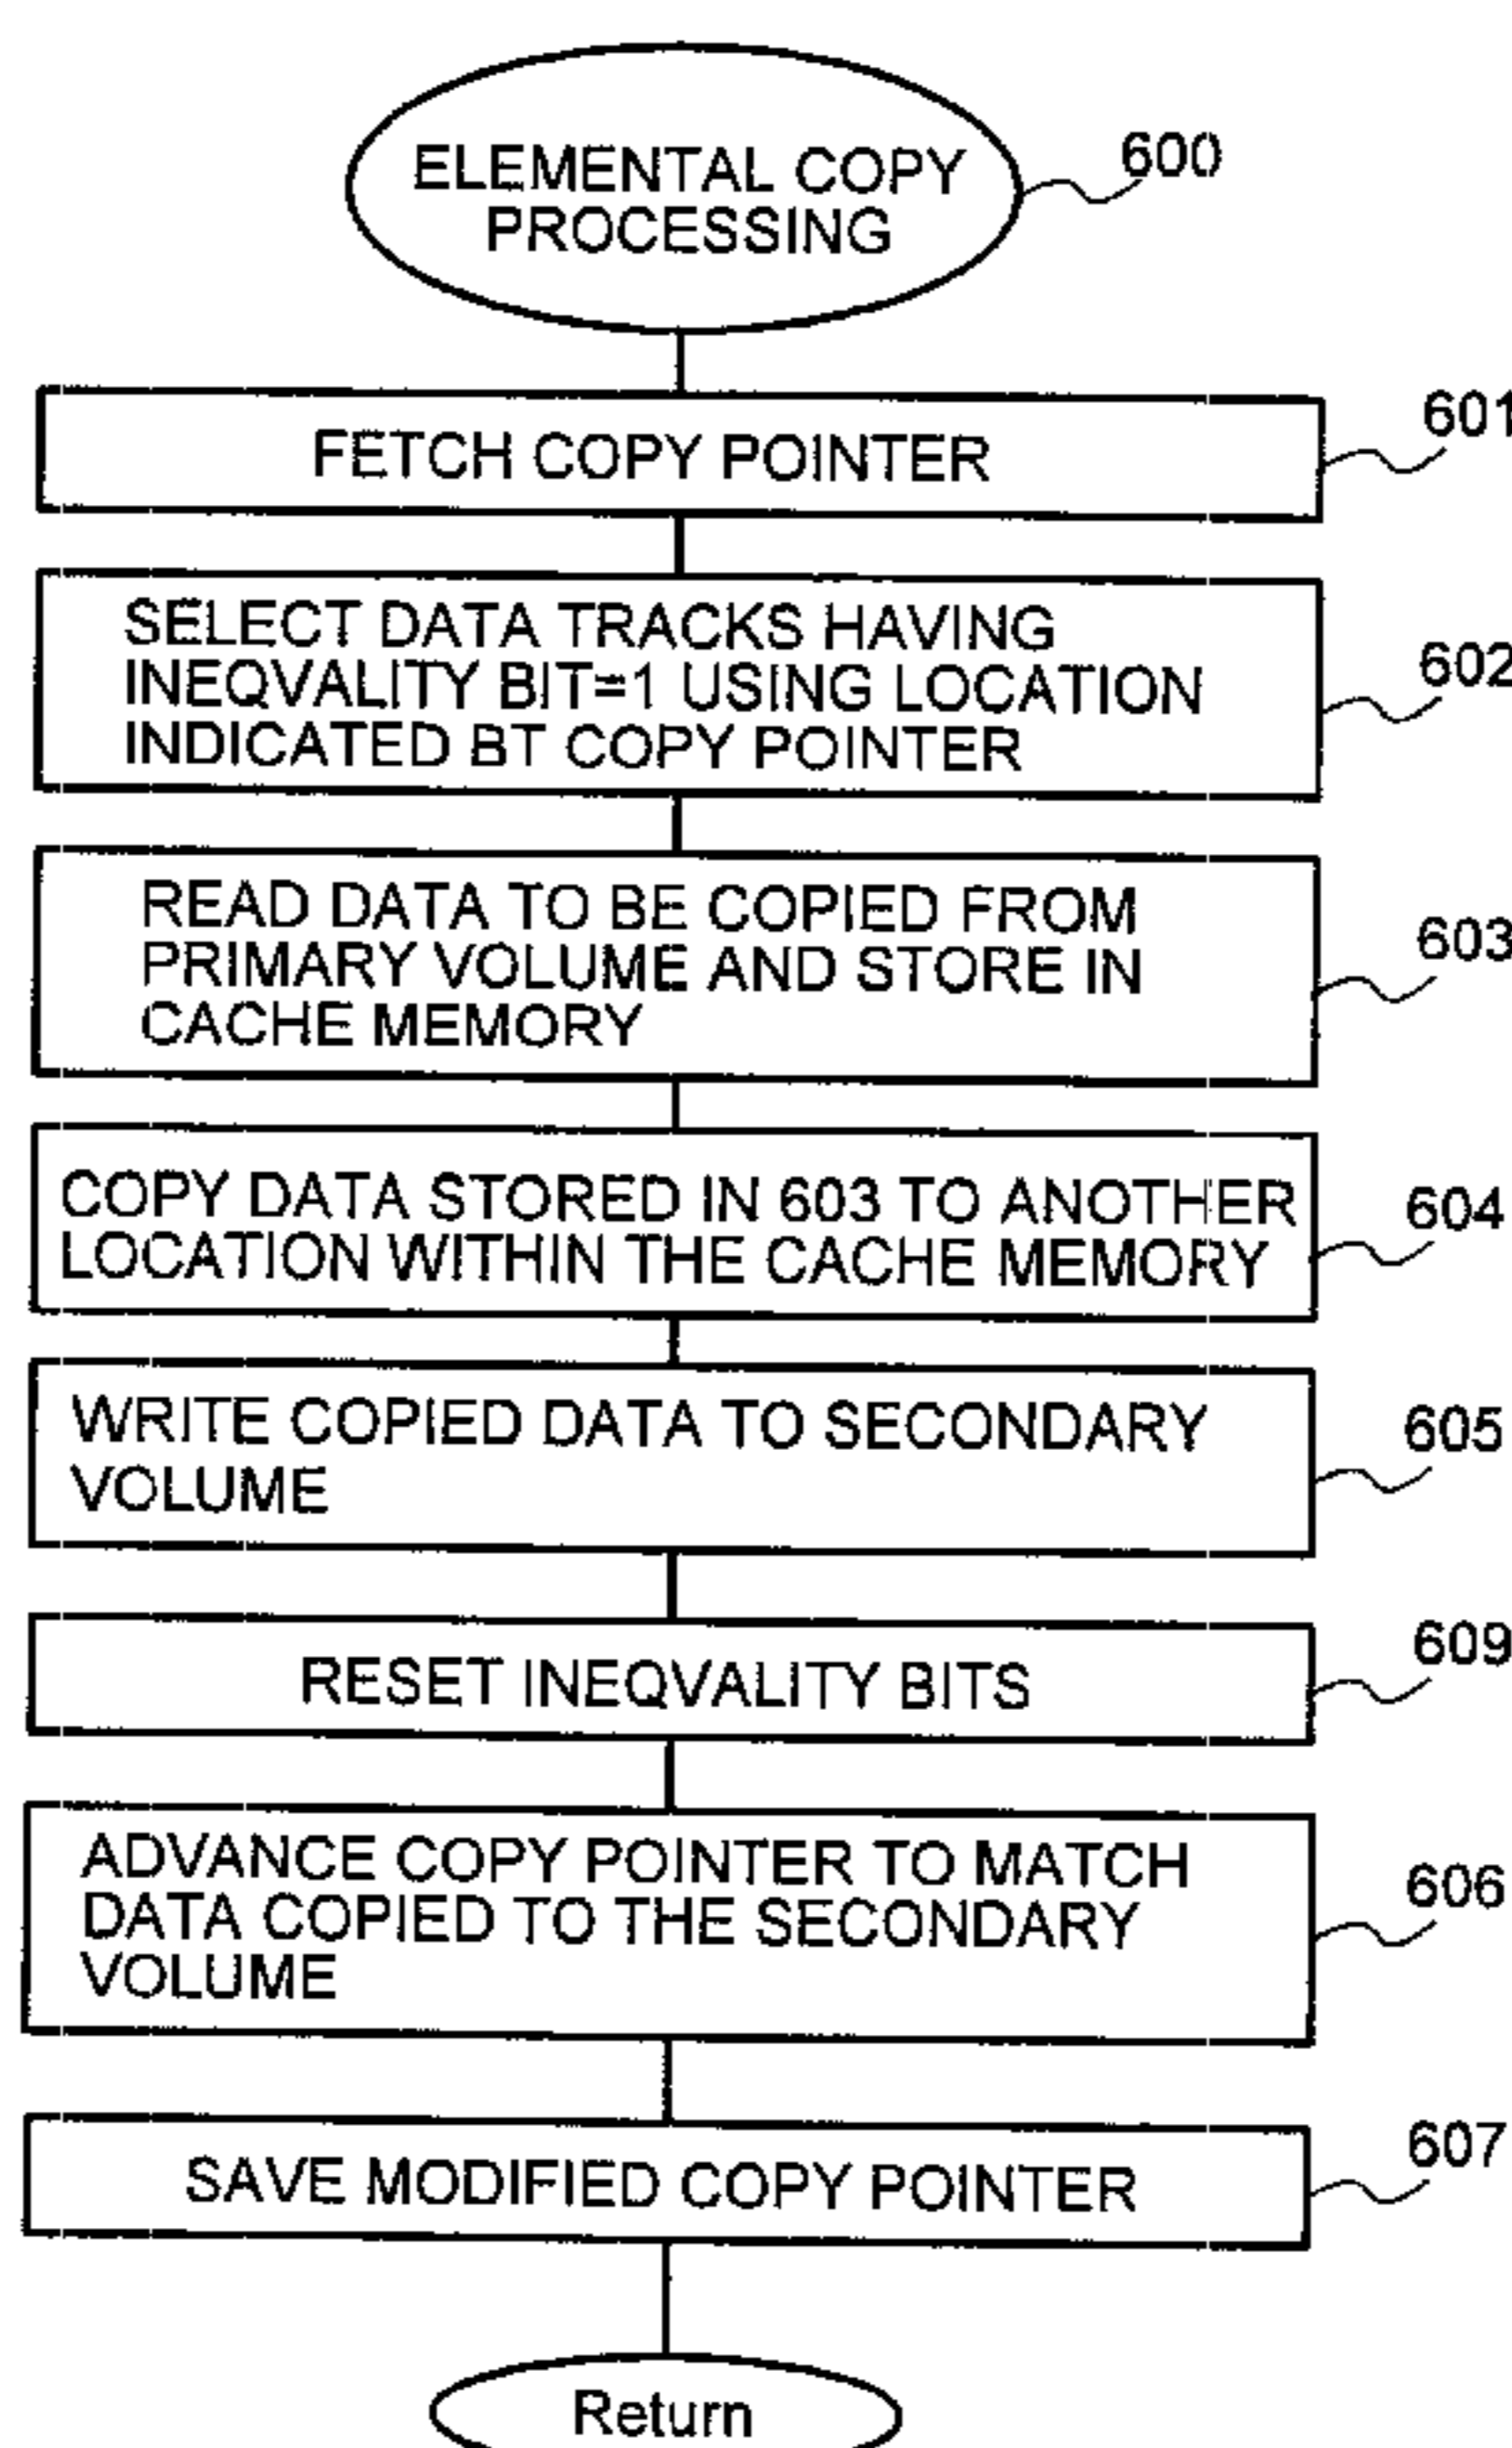 ELEMENTAL COPY
PROCESSING
600
FETCH COPY POINTER
601
SELECT DATA TRACKS HAVING
INEQVALITY BIT=1 USING LOCATION
INDICATED BT COPY POINTER
602
READ DATA TO BE COPIED FROM
PRIMARY VOLUME AND STORE IN
CACHE MEMORY
603
COPY DATA STORED IN 603 TO ANOTHER
LOCATION WITHIN THE CACHE MEMORY
604
WRITE COPIED DATA TO SECONDARY
VOLUME
605
RESET INEQVALITY BITS
609
ADVANCE COPY POINTER TO MATCH
DATA COPIED TO THE SECONDARY
VOLUME
606
SAVE MODIFIED COPY POINTER
607
Return